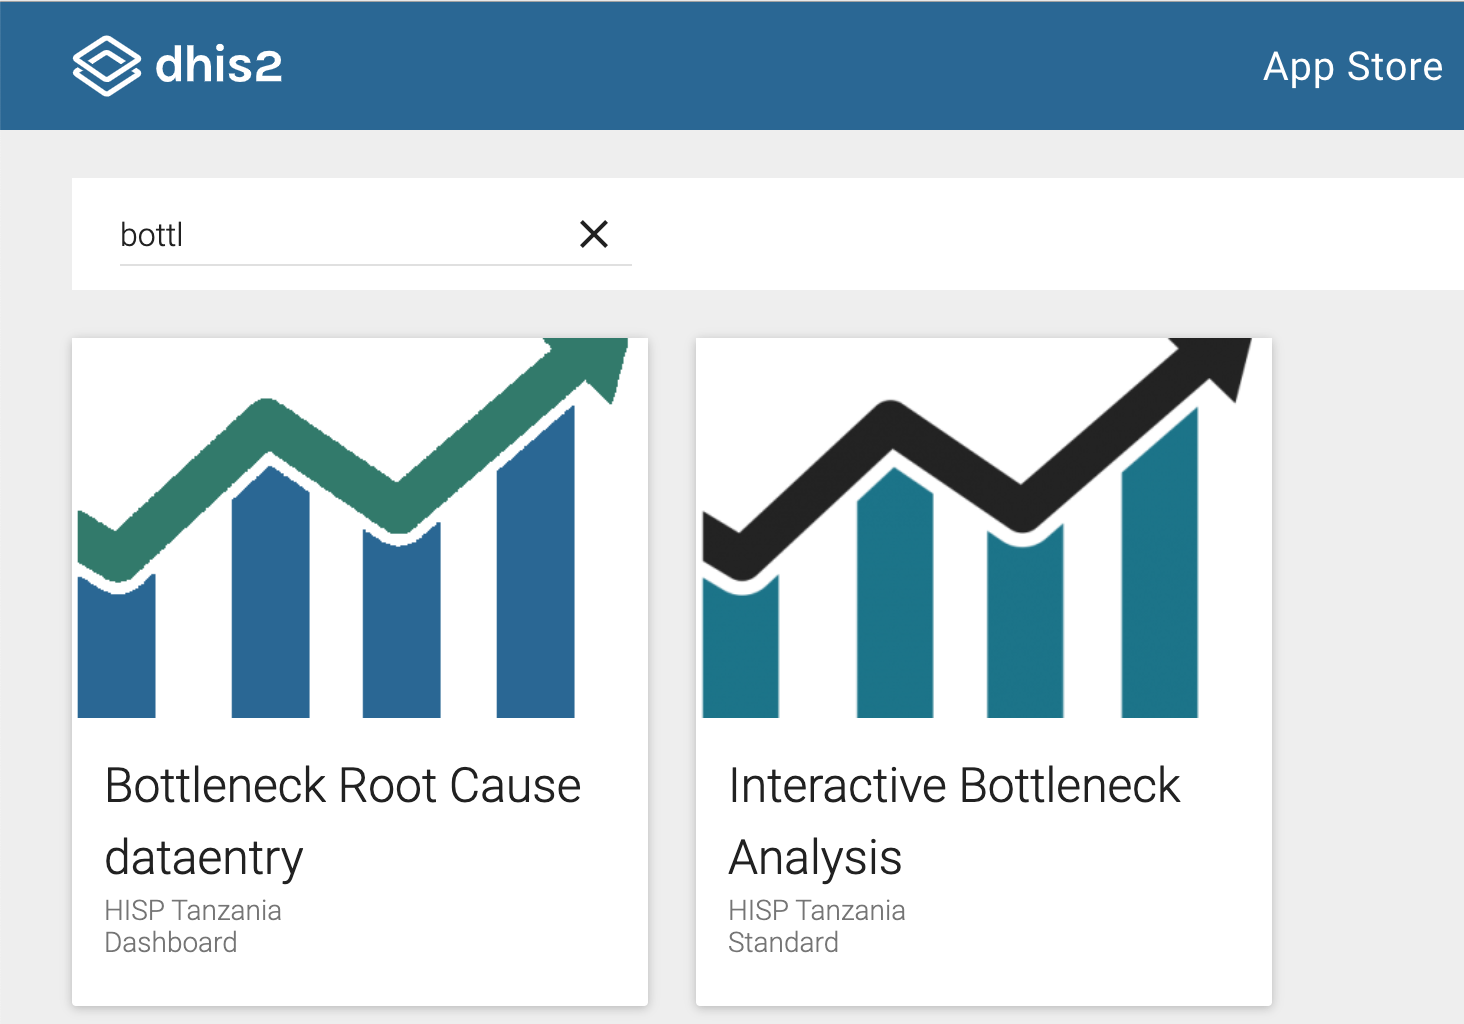 dhis2
App Store
bottl
Bottleneck Root Cause
dataentry
HISP Tanzania
Dashboard
Interactive Bottleneck
Analysis
HISP Tanzania
Standard